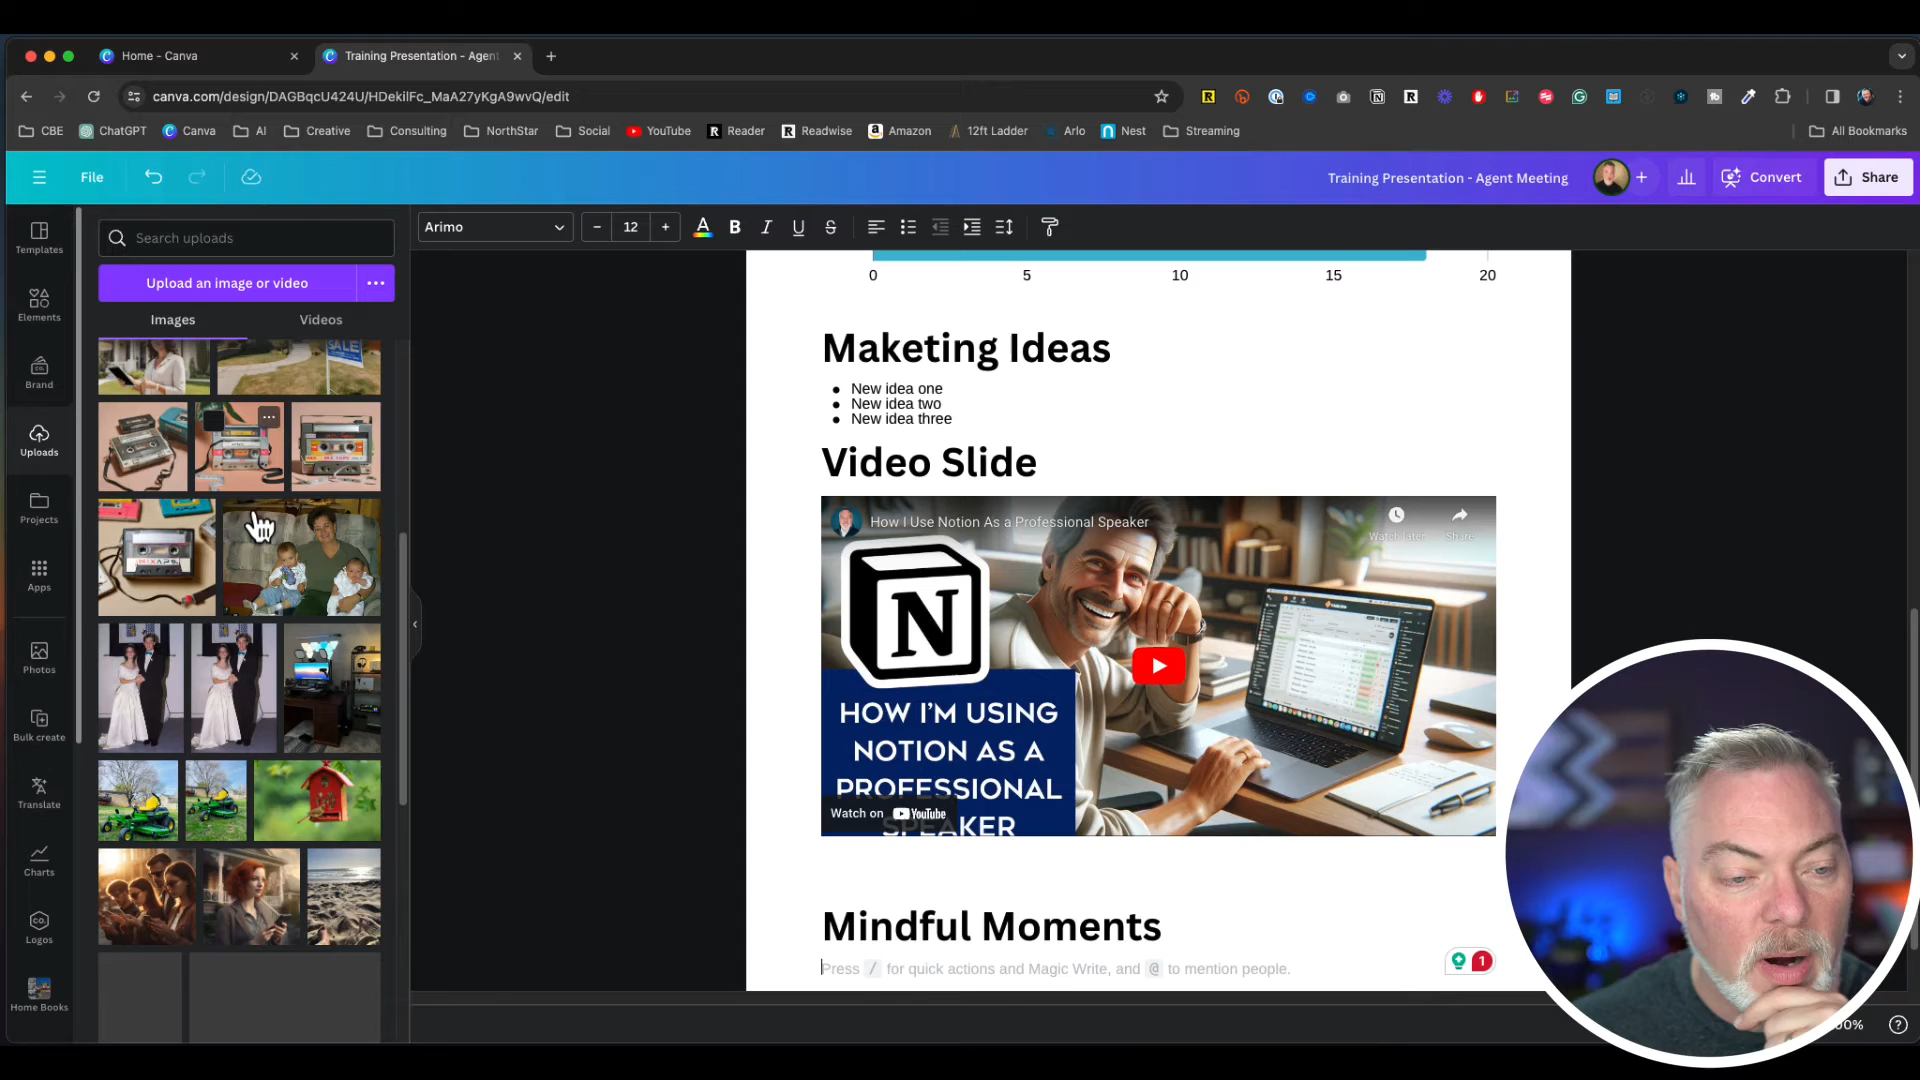 Home - Canva
Training Presentation - Agent
canva.com/design/DAGBqcU424U/HDekilFc_MaA27yKgA9wvQ/edit
CBE
ChatGPT
Canva
AI
Creative
Consulting
NorthStar
Social
YouTube
Reader
Readwise
Amazon
12ft Ladder
Arlo
Nest
Streaming
All Bookmarks
File
Training Presentation - Agent Meeting
Convert
Share
Templates
Elements
Brand
Uploads
Projects
Apps
Photos
Bulk create
Translate
Charts
Logos
Home Books
Search uploads
Upload an image or video
Images
Videos
SALE
Arimo
12
0 5 10 15 20
Maketing Ideas
New idea one
New idea two
New idea three
Video Slide
How I Use Notion As a Professional Speaker
Watch later
Share
N
HOW I'M USING
NOTION AS A
PROFESSIONAL
SPEAKER
Watch on YouTube
Mindful Moments
Press / for quick actions and Magic Write, and @ to mention people.
1